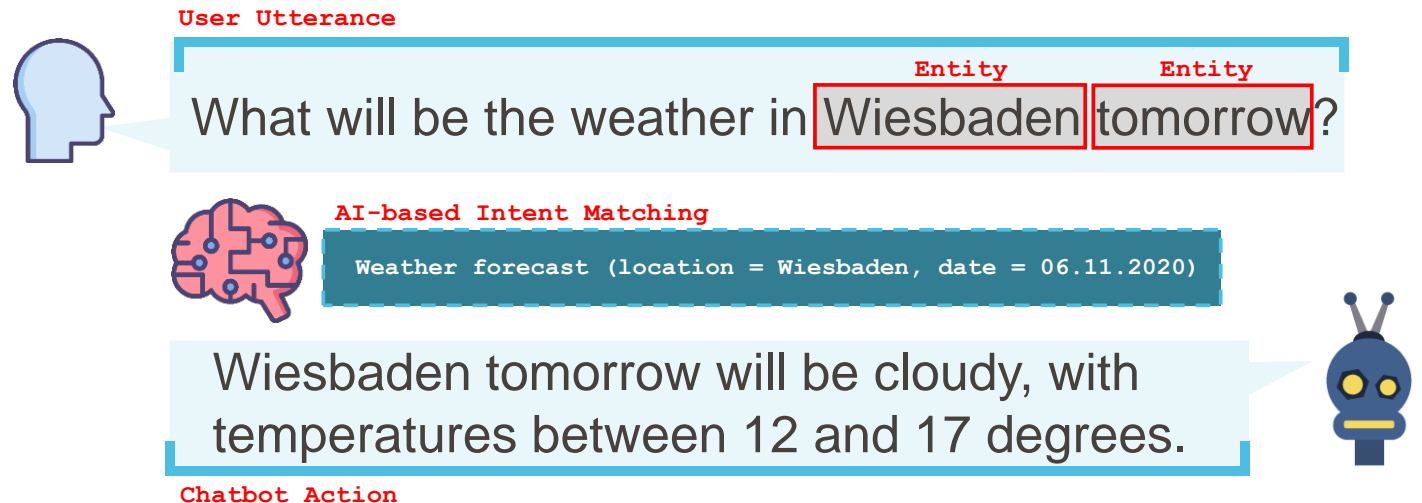 User Utterance
Entity Entity
What will be the weather in Wiesbaden tomorrow?
AI-based Intent Matching
Weather forecast (location = Wiesbaden, date = 06.11.2020)
Wiesbaden tomorrow will be cloudy, with
temperatures between 12 and 17 degrees.
Chatbot Action